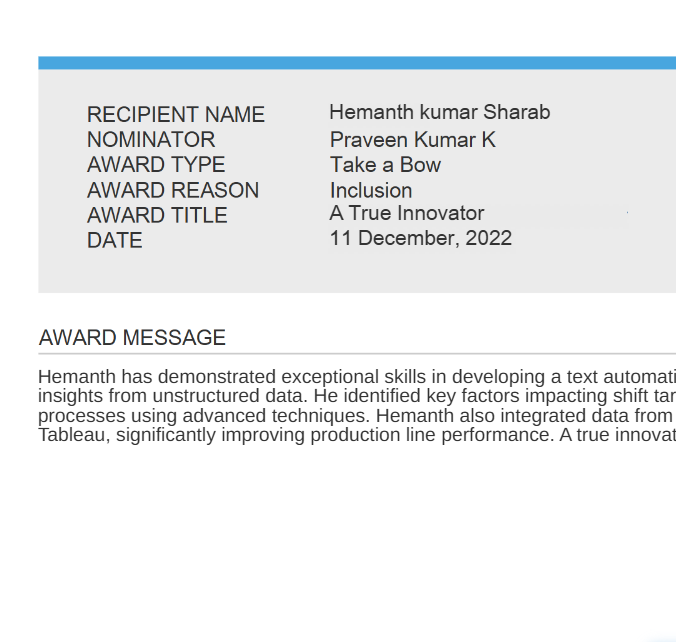 RECIPIENT NAME Hemanth kumar Sharab
NOMINATOR Praveen Kumar K
AWARD TYPE Take a Bow
AWARD REASON Inclusion
AWARD TITLE A True Innovator
DATE 11 December, 2022
AWARD MESSAGE
Hemanth has demonstrated exceptional skills in developing a text automati
insights from unstructured data. He identified key factors impacting shift tar
processes using advanced techniques. Hemanth also integrated data from
Tableau, significantly improving production line performance. A true innovat